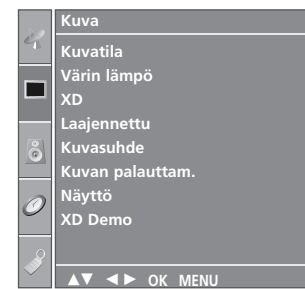 Kuva
Kuvatila
Värin lämpö
XD
Laajennettu
Kuvasuhde
Kuvan palauttam.
Näyttö
XD Demo
▲▼ ◄► OK MENU